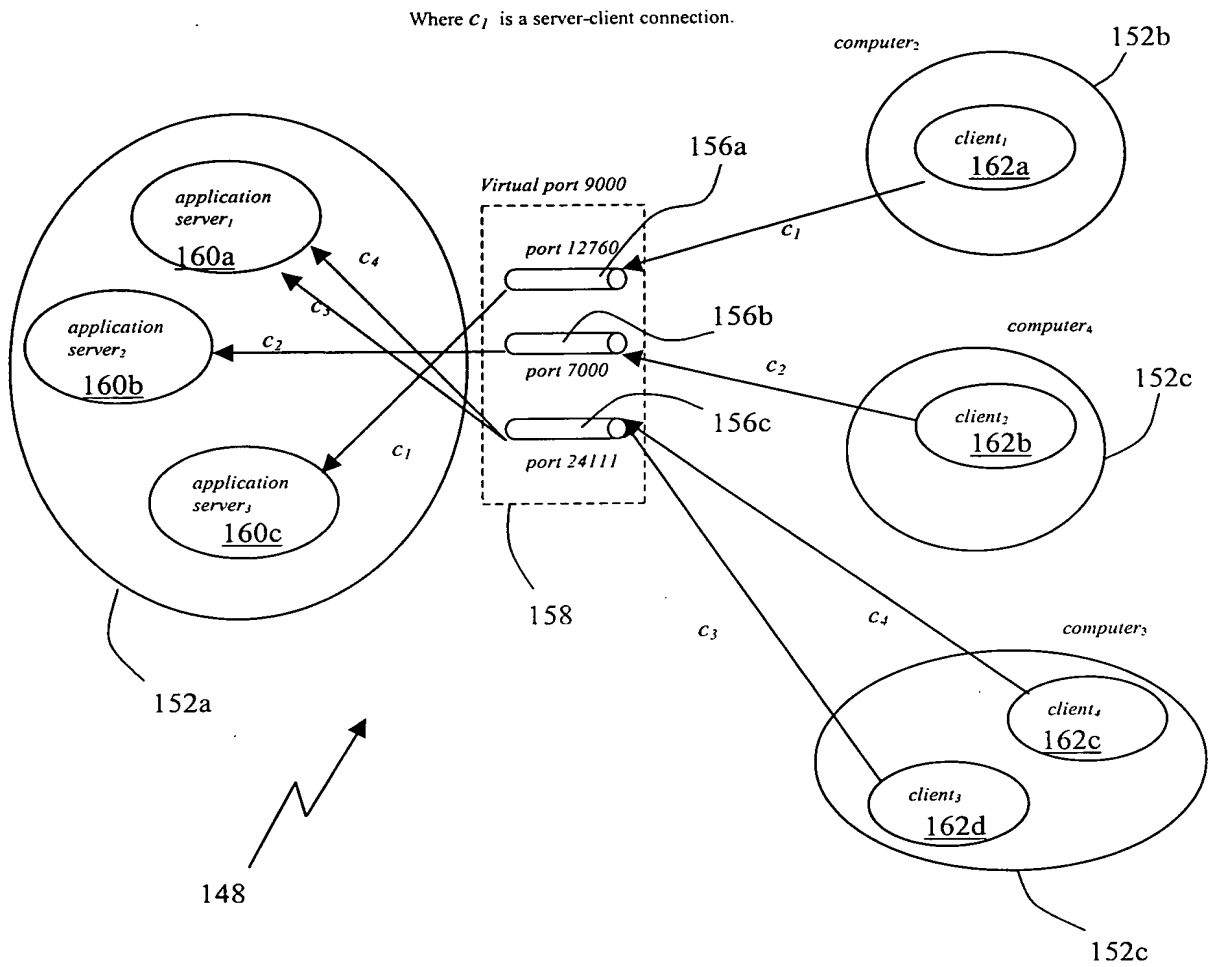 Where c₁ is a server-client connection.
computer₂
152b
client₁
162a
156a
Virtual port 9000
port 12760
c₁
application
server₁
160a
c₄
c₃
application
server₂
160b
c₂
156b
port 7000
c₂
computer₄
152c
client₂
162b
156c
port 24111
c₁
application
server₃
160c
158
152a
c₃
c₄
computer₃
client₄
162c
client₃
162d
148
152c